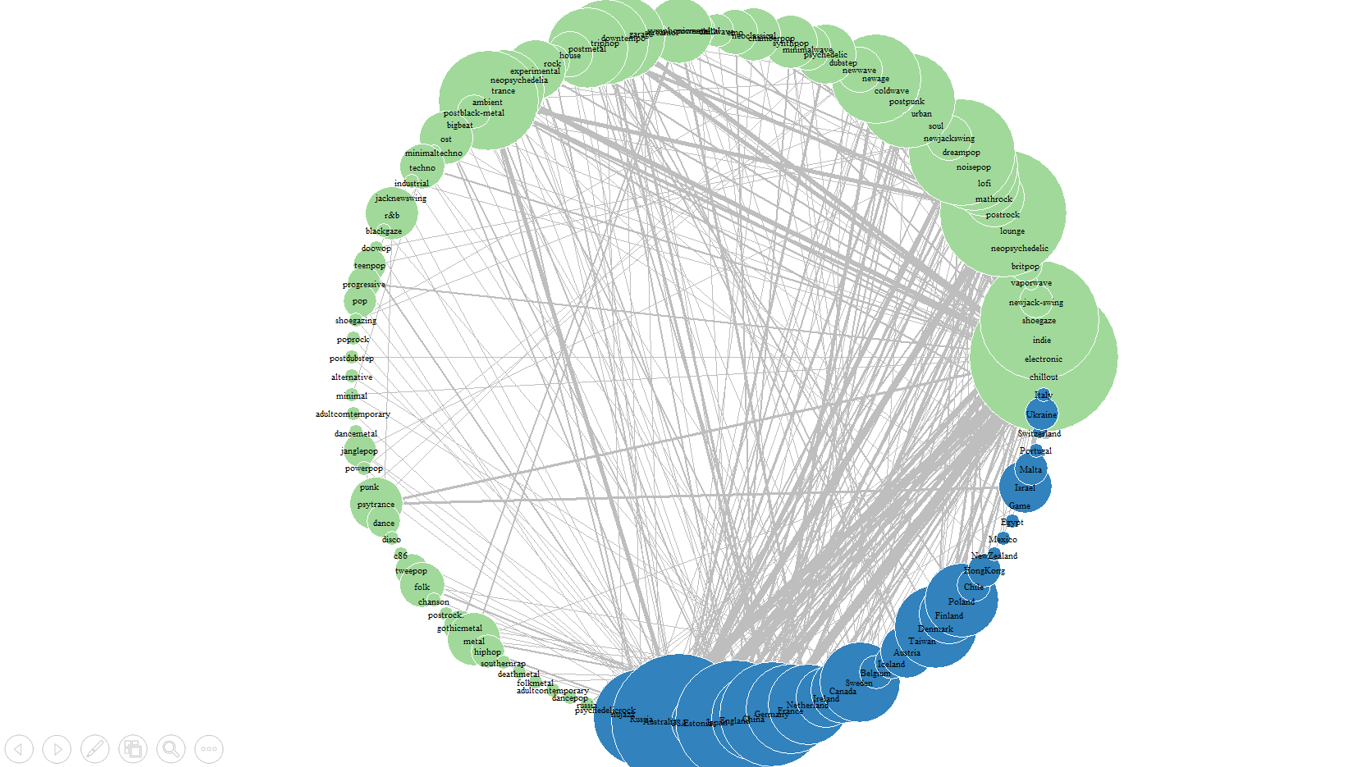 downtempo
triphop
postmetal
house
rock
experimental
neopsychedelia
trance
ambient
postblack-metal
bigbeat
ost
minimaltechno
techno
industrial
jacknewswing
r&b
blackgaze
doowop
teenpop
progressive
pop
shoegazing
poprock
postdubstep
alternative
minimal
adultcomtemporary
dancemetal
janglepop
powerpop
punk
psytrance
dance
disco
c86
tweepop
folk
chanson
postrock.
gothicmetal
metal
hiphop
southernrap
deathmetal
folkmetal
adultcontemporary
dancepop
russia
psychedelicrock
neoclassical
chamberpop
synthpop
minimalwave
psychedelic
dubstep
newwave
newage
coldwave
postpunk
urban
soul
newjackswing
dreampop
noisepop
lofi
mathrock
postrock
lounge
neopsychedelic
britpop
vaporwave
newjack-swing
shoegaze
indie
electronic
chillout
Italy
Ukraine
Switzerland
Portugal
Malta
Israel
Game
Egypt
Mexico
NewZealand
HongKong
Chile
Poland
Finland
Denmark
Taiwan
Austria
Iceland
Belgium
Sweden
Canada
Ireland
Netherland
France
Germany
China
England
Estonia
Australia
Russia